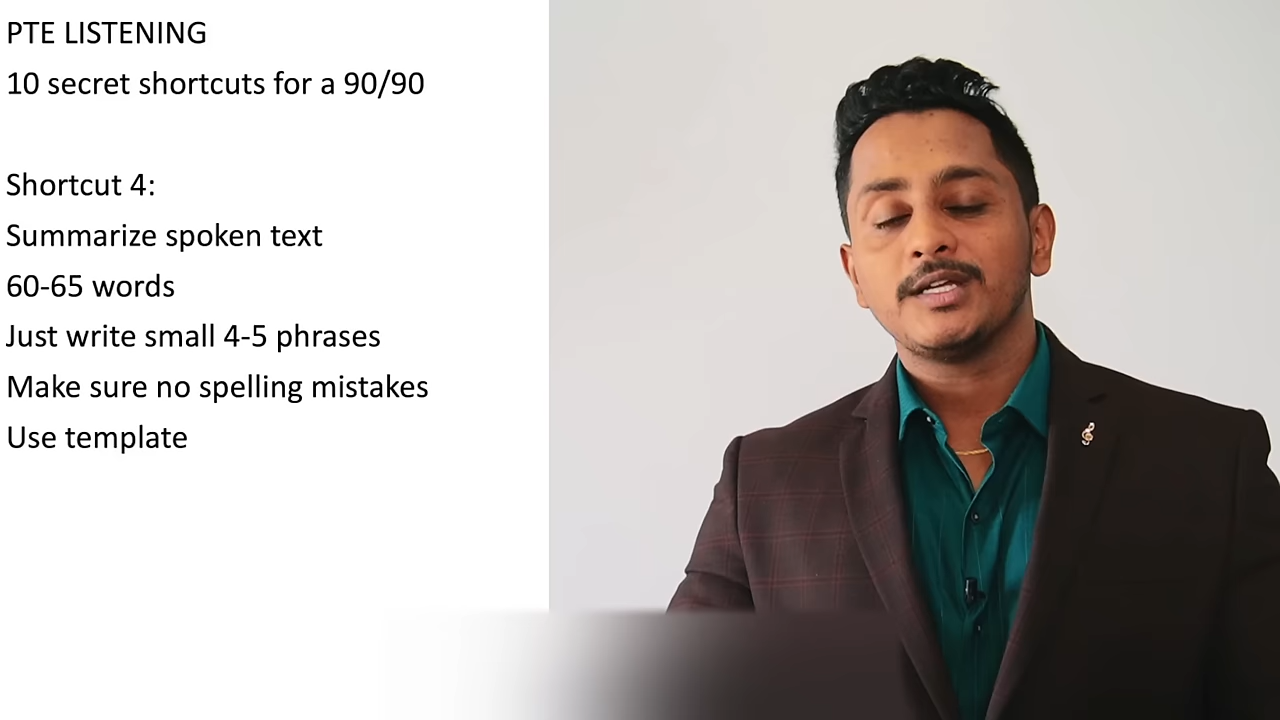 PTE LISTENING
10 secret shortcuts for a 90/90
Shortcut 4:
Summarize spoken text
60-65 words
Just write small 4-5 phrases
Make sure no spelling mistakes
Use template